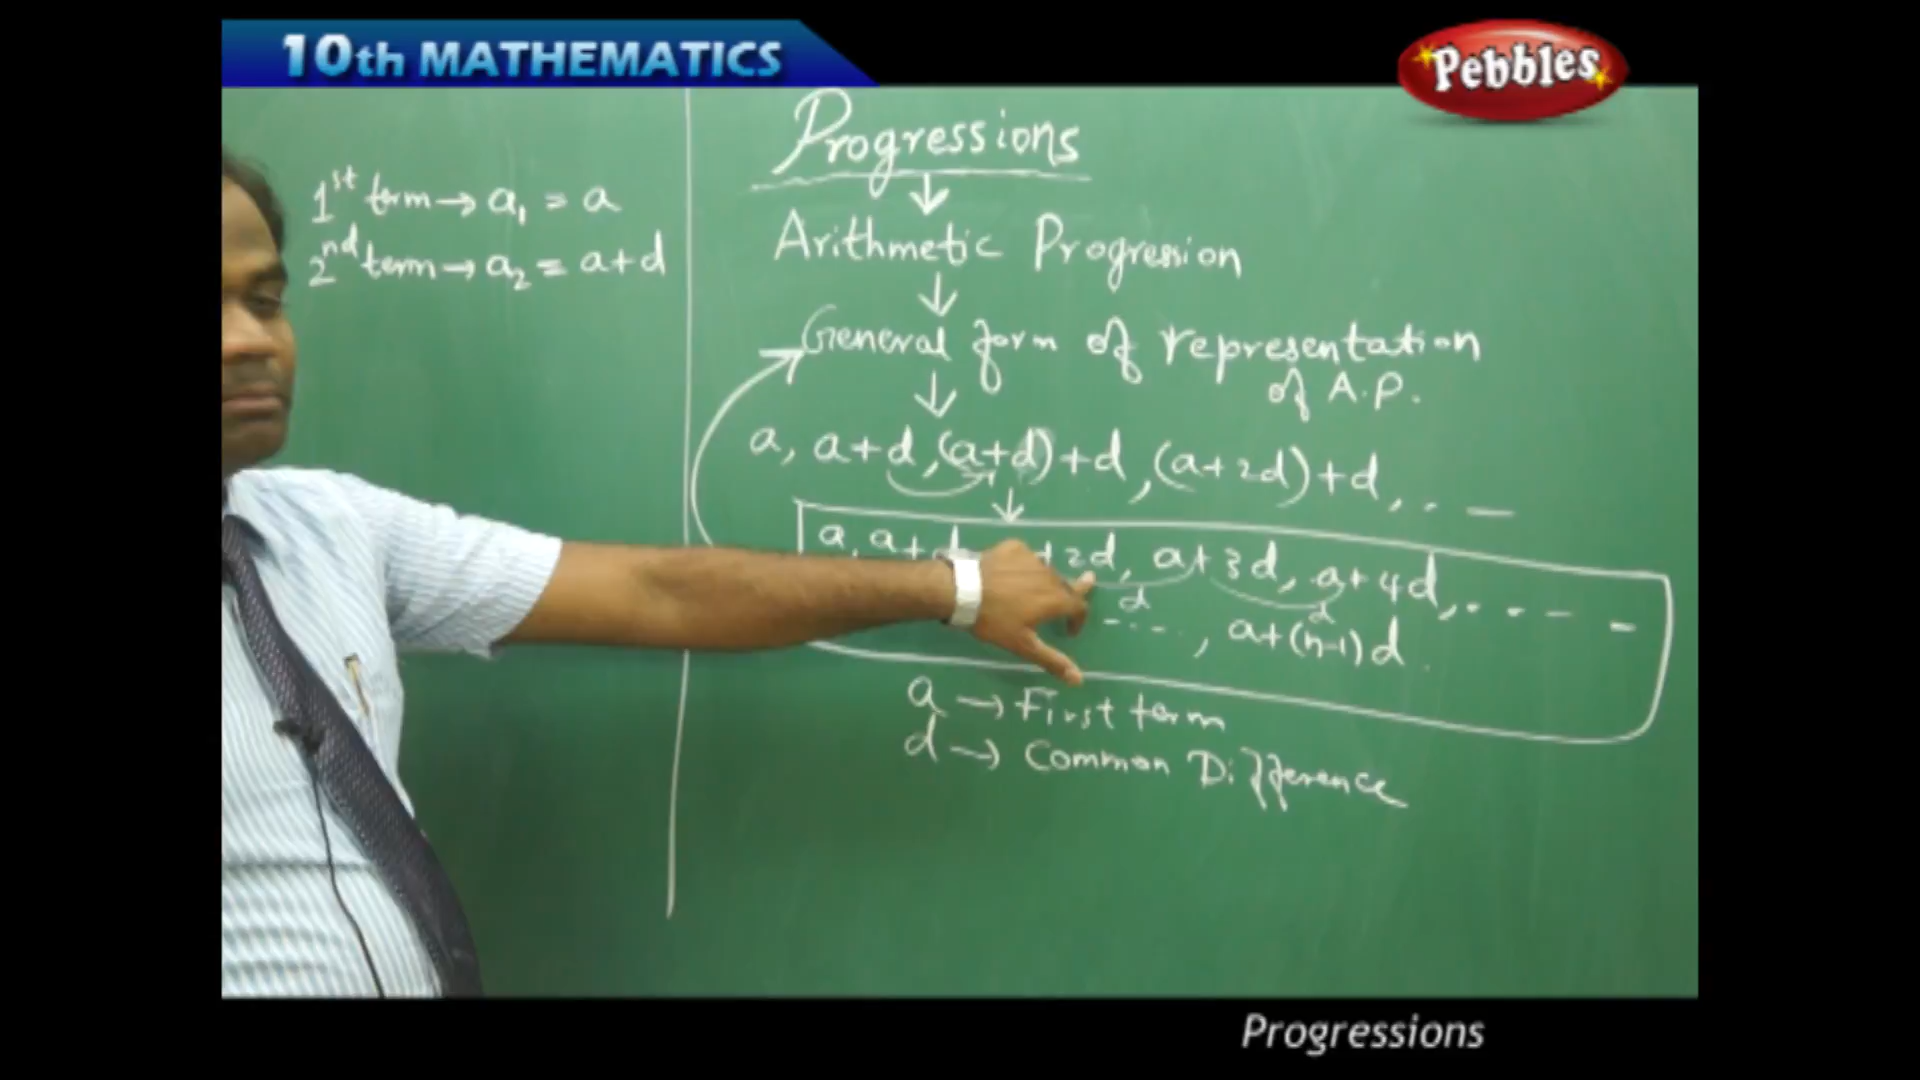 10th MATHEMATICS
Pebbles
1st term → a₁ = a
2nd term → a₂ = a+d
Progressions
↓
Arithmetic Progression
↓
General form of representation
of A.P.
↓
a, a+d, (a+d)+d, (a+2d)+d, . . —
↓
a, a+d +2d, a+3d, a+4d, . . - - -
d d
- - - ., a+(n-1)d .
a → First term
d → Common Difference
Progressions